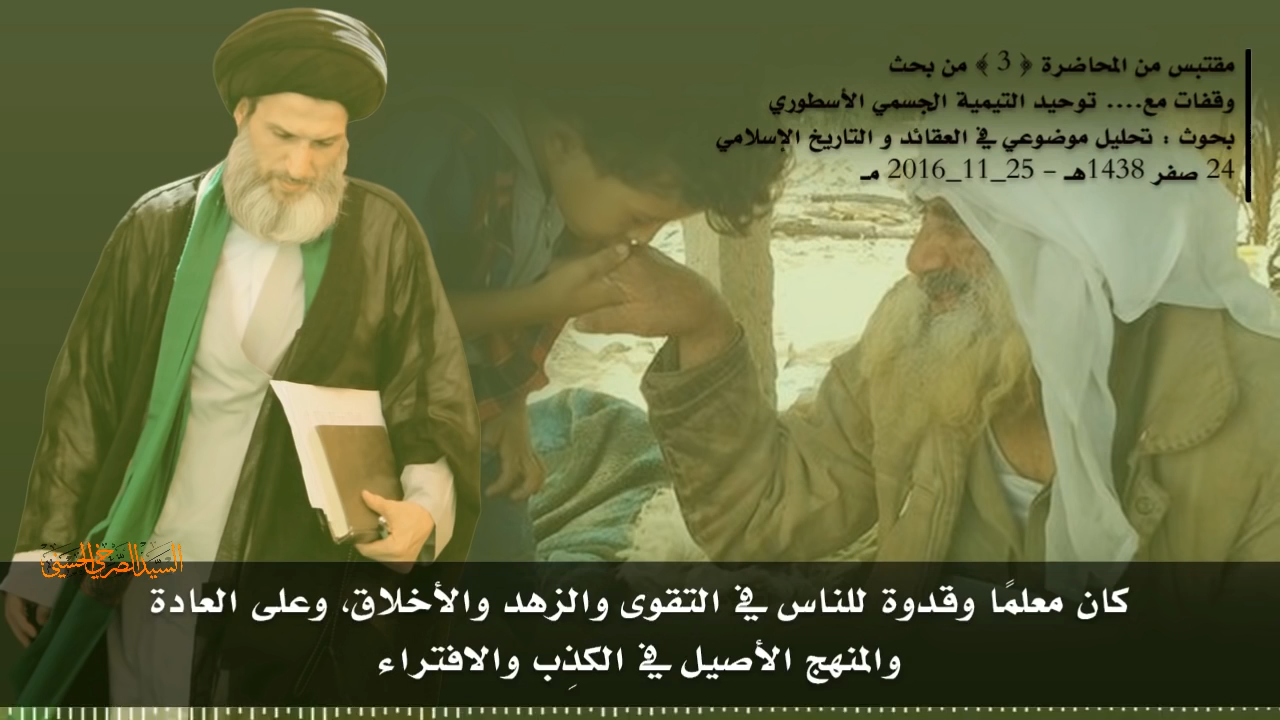 مقتبس من المحاضرة ﴿ 3 ﴾ من بحث
وقفات مع.... توحيد التيمية الجسمي الأسطوري
بحوث : تحليل موضوعي في العقائد و التاريخ الإسلامي
24 صفر 1438هـ - 25_11_2016 مـ
السيد الصرخي الحسني
كان معلمًا وقدوة للناس في التقوى والزهد والأخلاق، وعلى العادة
والمنهج الأصيل في الكذِب والافتراء